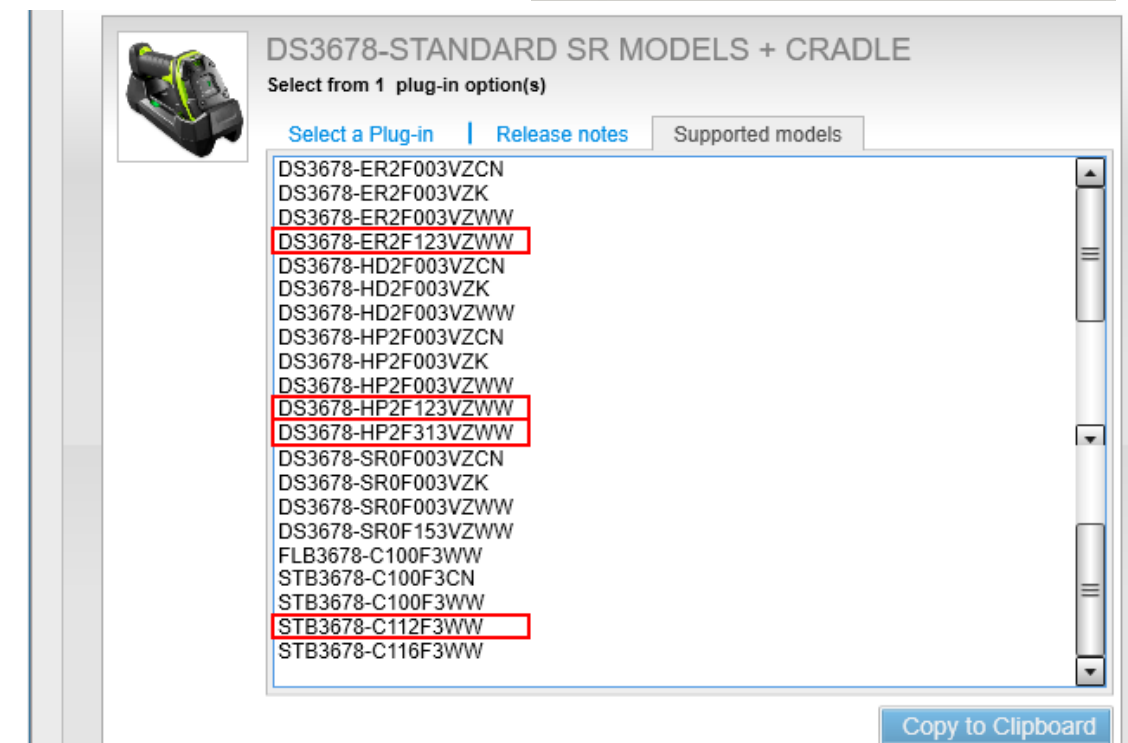 DS3678-STANDARD SR MODELS + CRADLE
Select from 1 plug-in option(s)
Select a Plug-in | Release notes Supported models
DS3678-ER2F003VZCN
DS3678-ER2F003VZK
DS3678-ER2F003VZWW
DS3678-ER2F123VZWW
DS3678-HD2F003VZCN
DS3678-HD2F003VZK
DS3678-HD2F003VZWW
DS3678-HP2F003VZCN
DS3678-HP2F003VZK
DS3678-HP2F003VZWW
DS3678-HP2F123VZWW
DS3678-HP2F313VZWW
DS3678-SR0F003VZCN
DS3678-SR0F003VZK
DS3678-SR0F003VZWW
DS3678-SR0F153VZWW
FLB3678-C100F3WW
STB3678-C100F3CN
STB3678-C100F3WW
STB3678-C112F3WW
STB3678-C116F3WW
Copy to Clipboard